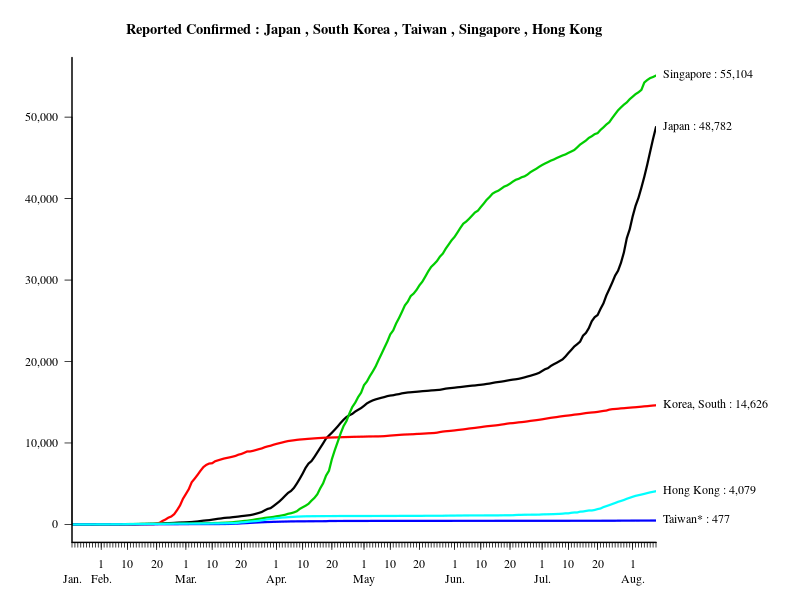 Reported Confirmed : Japan , South Korea , Taiwan , Singapore , Hong Kong
Singapore : 55,104
Japan : 48,782
Korea, South : 14,626
Hong Kong : 4,079
Taiwan* : 477
50,000
40,000
30,000
20,000
10,000
0
1 10 20 1 10 20 1 10 20 1 10 20 1 10 20 1 10 20 1
Jan. Feb. Mar. Apr. May Jun. Jul. Aug.